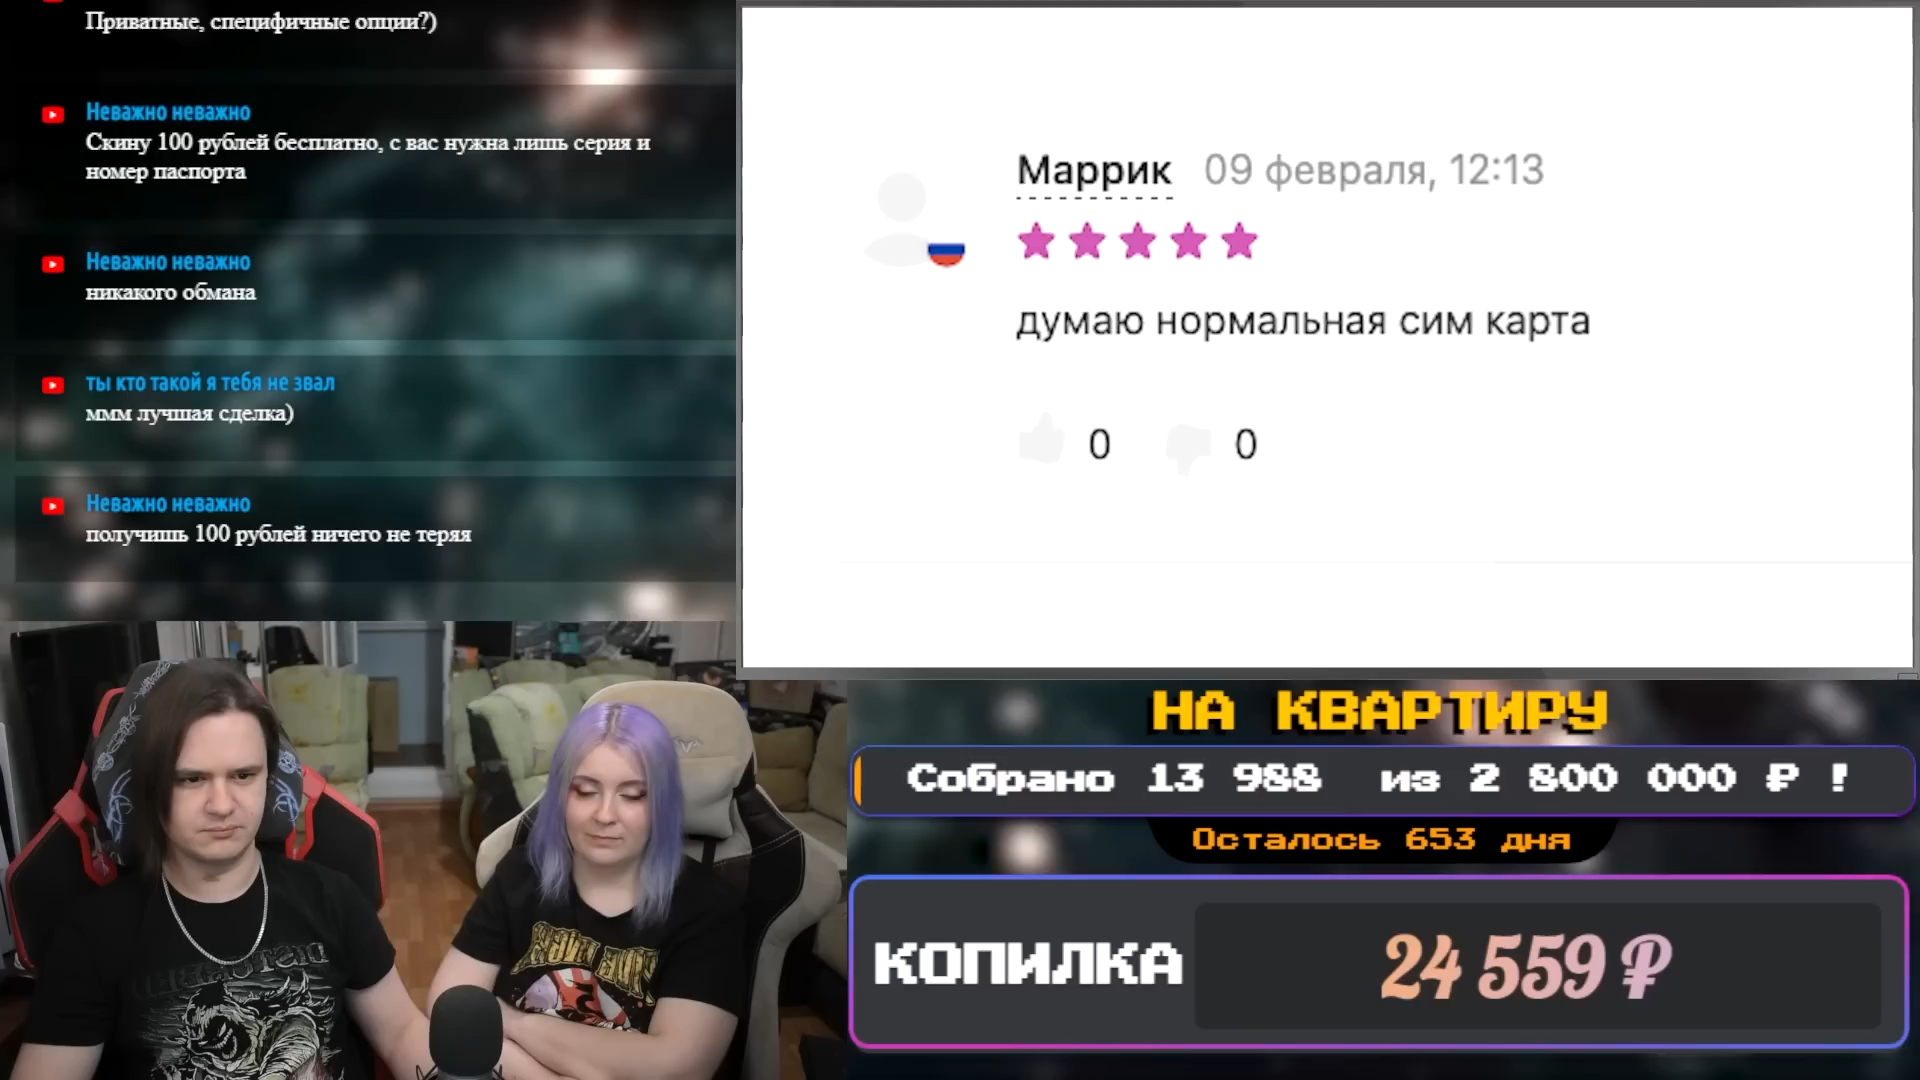 Приватные, специфичные опции?)
Неважно неважно
Скину 100 рублей бесплатно, с вас нужна лишь серия и
номер паспорта
Неважно неважно
никакого обмана
ты кто такой я тебя не звал
ммм лучшая сделка)
Неважно неважно
получишь 100 рублей ничего не теряя
Маррик 09 февраля, 12:13
думаю нормальная сим карта
0 0
НА КВАРТИРУ
Собрано 13 988 из 2 800 000 ₽ !
Осталось 653 дня
КОПИЛКА 24 559 ₽